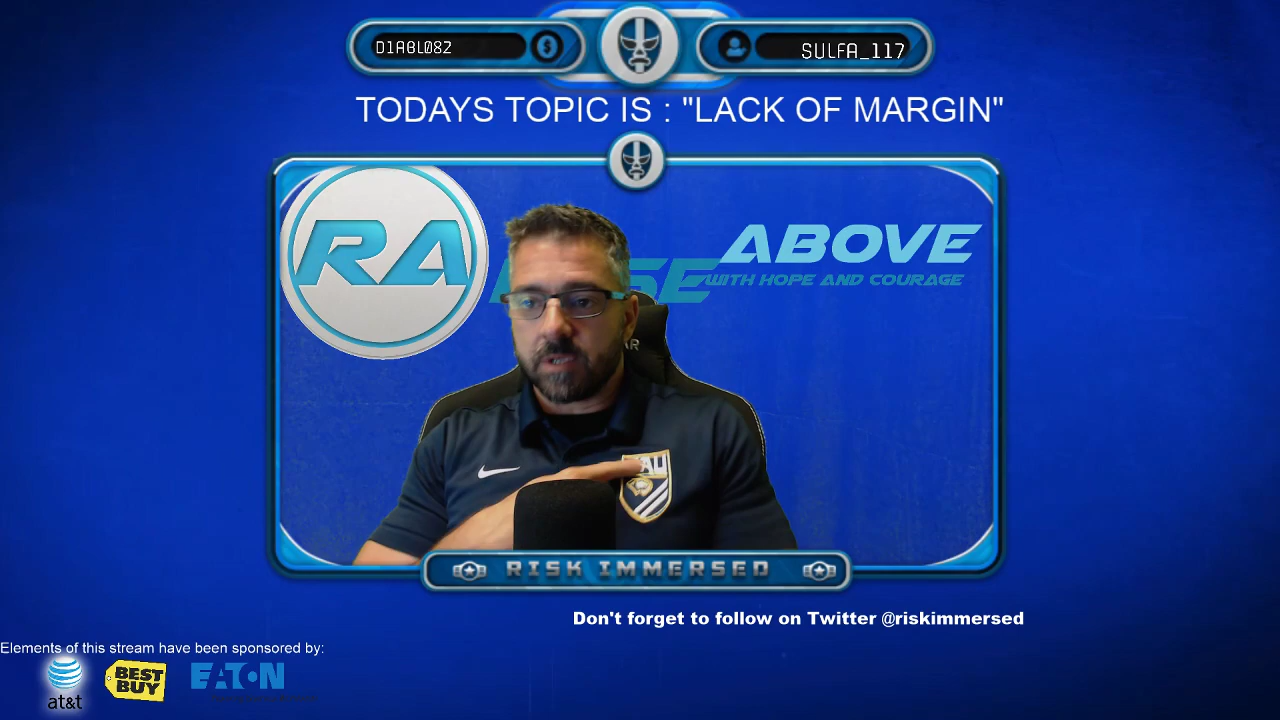 D1ABL082
SULFA_117
TODAYS TOPIC IS : "LACK OF MARGIN"
RA
ABOVE
WITH HOPE AND COURAGE
AU
RISK IMMERSED
Don't forget to follow on Twitter @riskimmersed
Elements of this stream have been sponsored by:
at&t
BEST
BUY
EATON